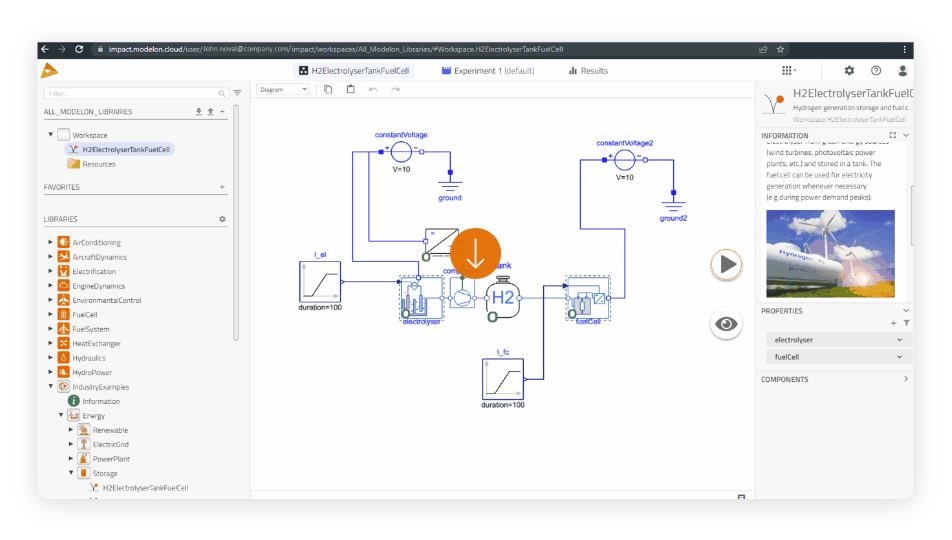 impact.modelon.cloud/user/John.noval@company.com/impact/workspaces/All_Modelon_Libraries/#Workspace.H2ElectrolyserTankFuelCell
H2ElectrolyserTankFuelCell
Experiment 1 (default)
Results
Filter...
ALL_MODELON_LIBRARIES
Workspace
H2ElectrolyserTankFuelCell
Resources
FAVORITES
LIBRARIES
AirConditioning
AircraftDynamics
Electrification
EngineDynamics
EnvironmentalControl
FuelCell
FuelSystem
HeatExchanger
Hydraulics
HydroPower
IndustryExamples
Information
Energy
Renewable
ElectricGrid
PowerPlant
Storage
H2ElectrolyserTankFuelCell
Diagram
constantVoltage
V=10
ground
constantVoltage2
V=10
ground2
I_el
duration=100
electrolyser
H2
fuelCell
I_fc
duration=100
H2ElectrolyserTankFuelC
Hydrogen generation storage and fuel c...
Workspace.H2ElectrolyserTankFuelCell
INFORMATION
electrolyser from green energy sources
(wind turbines, photovoltaic power
plants, etc.) and stored in a tank. The
fuel cell can be used for electricity
generation whenever necessary
(e.g.during power demand peaks).
Hydrogen
PROPERTIES
electrolyser
fuelCell
COMPONENTS